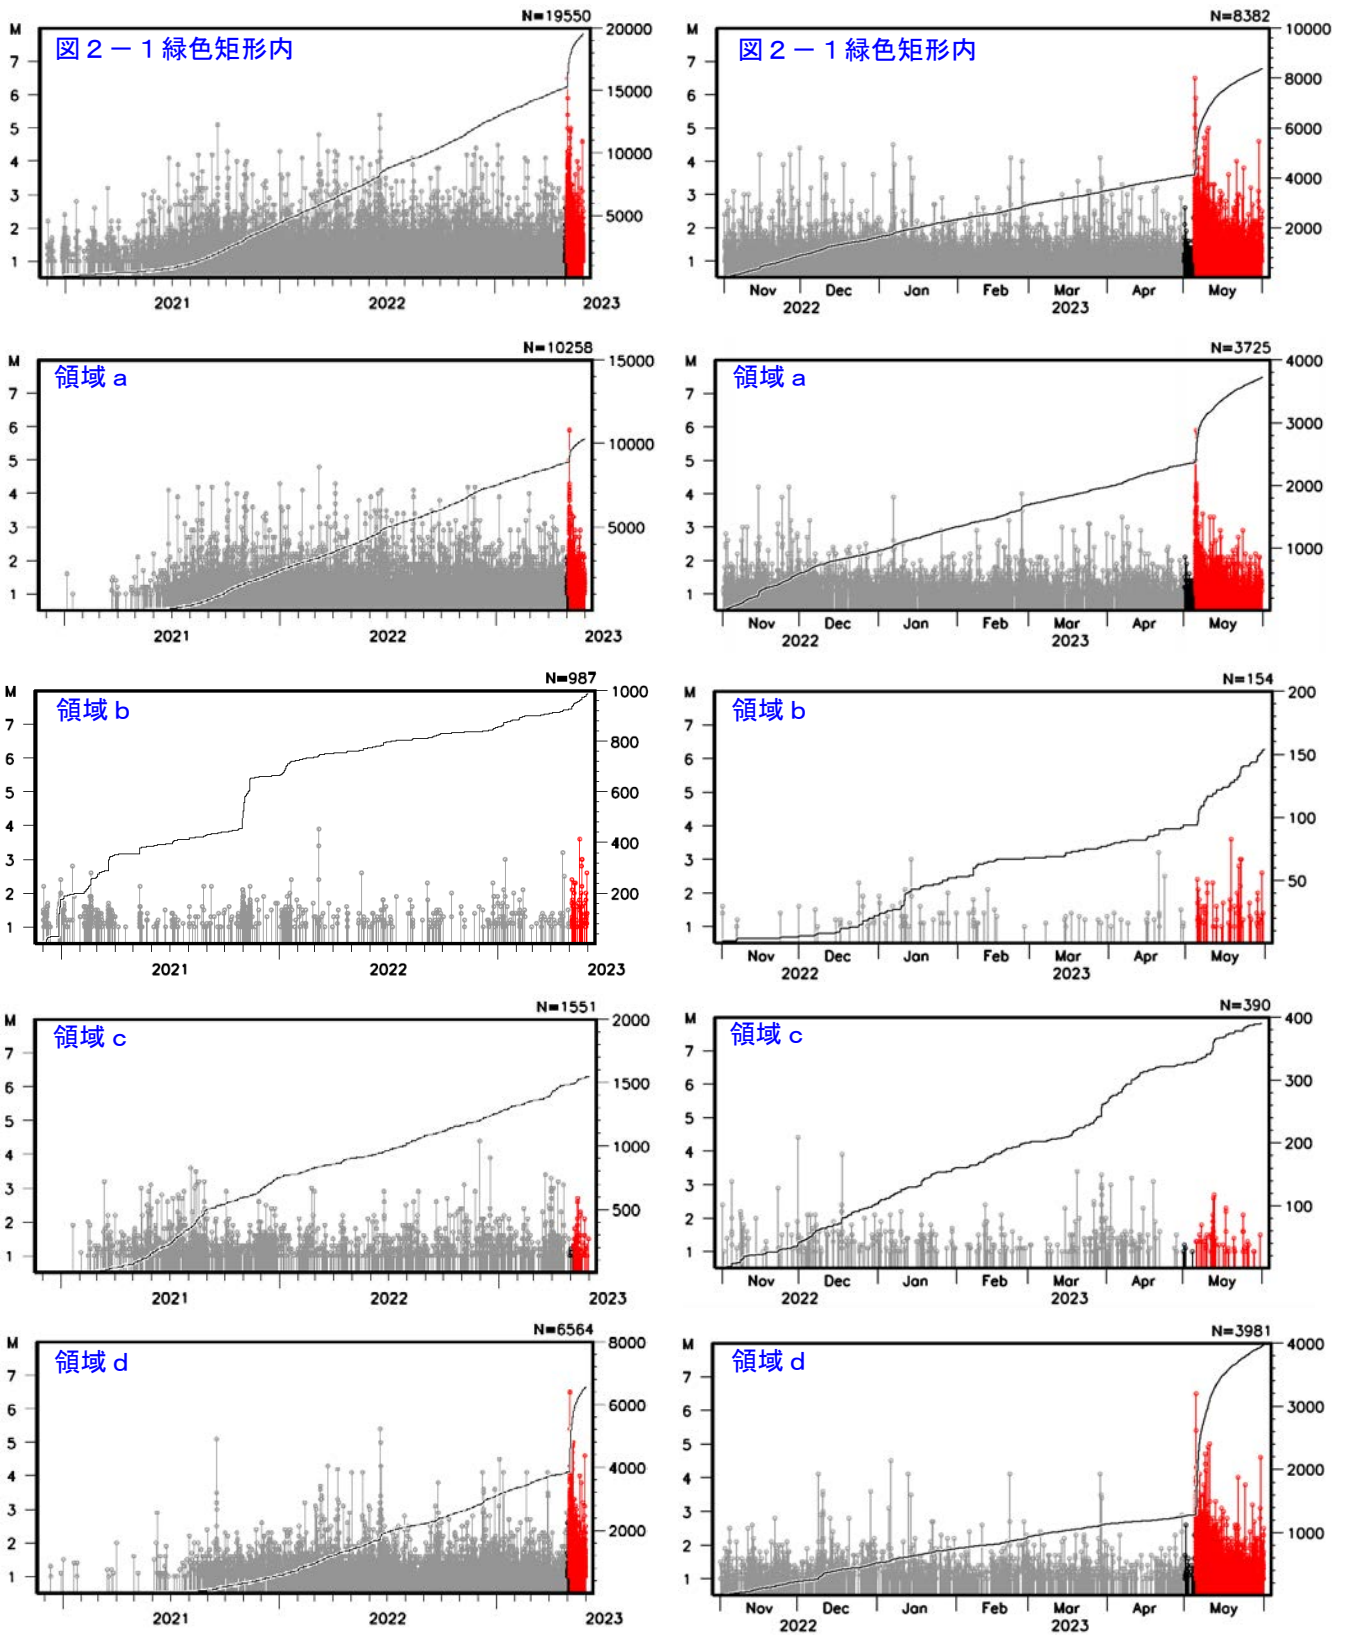 N=19550
M
図２－１緑色矩形内
20000
7
6
15000
5
4
10000
3
2
5000
1
2021
2022
2023
N=8382
M
図２－１緑色矩形内
10000
7
8000
6
5
6000
4
4000
3
2
2000
1
Nov
Dec
Jan
Feb
Mar
Apr
May
2022
2023
N=10258
M
領域 a
15000
7
6
10000
5
4
3
5000
2
1
2021
2022
2023
N=3725
M
領域 a
4000
7
6
3000
5
4
2000
3
2
1000
1
Nov
Dec
Jan
Feb
Mar
Apr
May
2022
2023
N=987
M
領域 b
1000
7
800
6
5
600
4
400
3
2
200
1
2021
2022
2023
N=154
M
領域 b
200
7
6
150
5
4
100
3
2
50
1
Nov
Dec
Jan
Feb
Mar
Apr
May
2022
2023
N=1551
M
領域 c
2000
7
6
1500
5
4
1000
3
2
500
1
2021
2022
2023
N=390
M
領域 c
400
7
6
300
5
4
200
3
2
100
1
Nov
Dec
Jan
Feb
Mar
Apr
May
2022
2023
N=6564
M
領域 d
8000
7
6
6000
5
4
4000
3
2
2000
1
2021
2022
2023
N=3981
M
領域 d
4000
7
6
3000
5
4
2000
3
2
1000
1
Nov
Dec
Jan
Feb
Mar
Apr
May
2022
2023